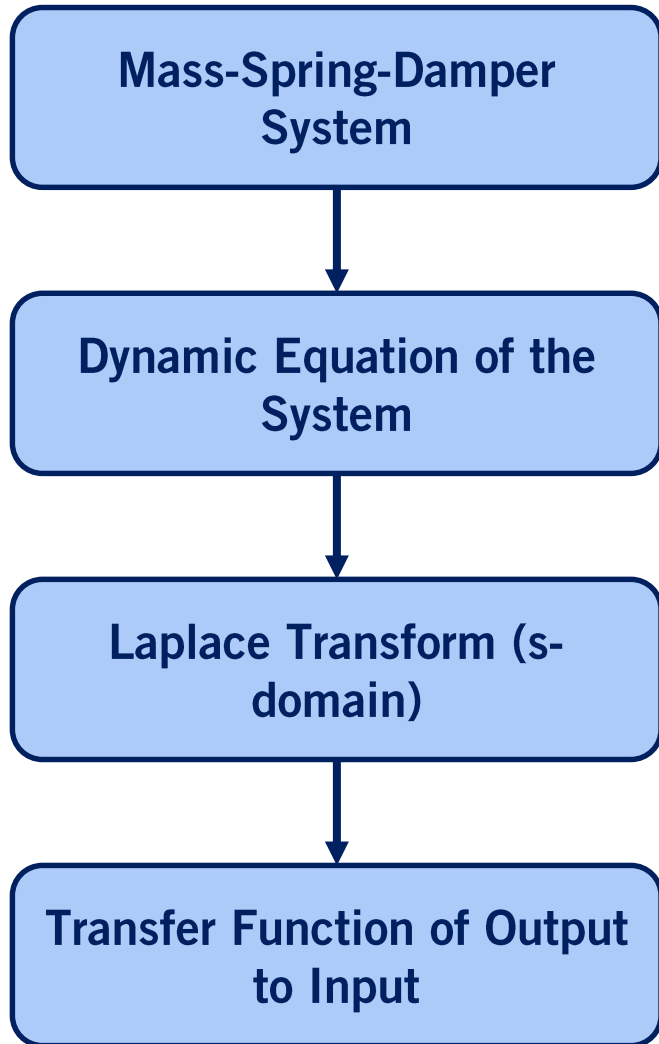 Mass-Spring-Damper
System
Dynamic Equation of the
System
Laplace Transform (s-
domain)
Transfer Function of Output
to Input